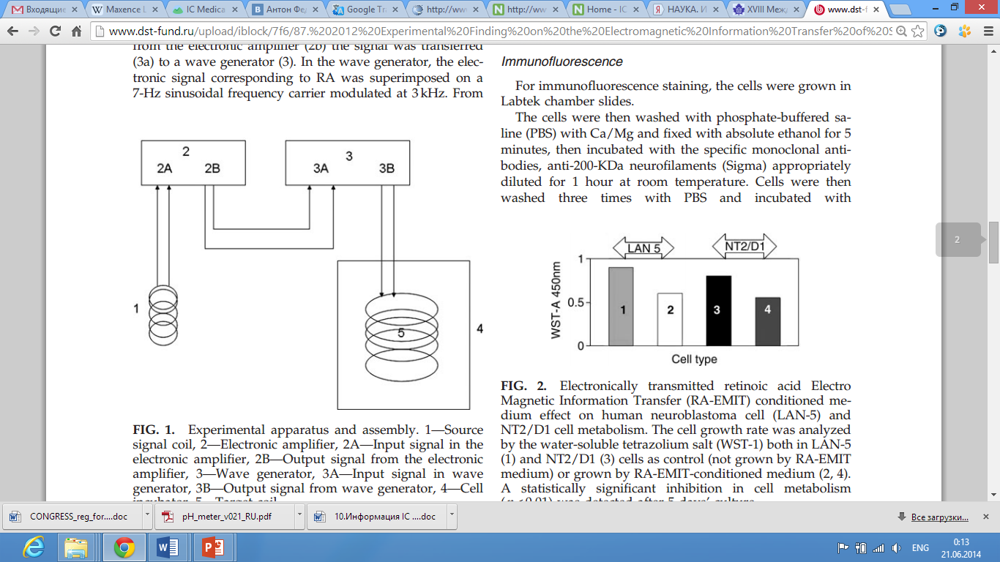 Входящие
Maxence L
IC Medica
Антон Фе
Google Tr
http://ww
http://ww
Home - IC
НАУКА. И
XVIII Меж
www.dst-f
www.dst-fund.ru/upload/iblock/7f6/87.%202012%20Experimental%20Finding%20on%20the%20Electromagnetic%20Information%20Transfer%20of%20S
from the electronic amplifier (2b) the signal was transferred
(3a) to a wave generator (3). In the wave generator, the elec-
tronic signal corresponding to RA was superimposed on a
7-Hz sinusoidal frequency carrier modulated at 3 kHz. From
2
2A 2B
3
3A 3B
1
5
4
FIG. 1. Experimental apparatus and assembly. 1—Source
signal coil, 2—Electronic amplifier, 2A—Input signal in the
electronic amplifier, 2B—Output signal from the electronic
amplifier, 3—Wave generator, 3A—Input signal in wave
generator, 3B—Output signal from wave generator, 4—Cell
incubator, 5—Target coil.
Immunofluorescence
For immunofluorescence staining, the cells were grown in
Labtek chamber slides.
The cells were then washed with phosphate-buffered sa-
line (PBS) with Ca/Mg and fixed with absolute ethanol for 5
minutes, then incubated with the specific monoclonal anti-
bodies, anti-200-KDa neurofilaments (Sigma) appropriately
diluted for 1 hour at room temperature. Cells were then
washed three times with PBS and incubated with
LAN 5
NT2/D1
WST-A 450nm
1
0.5
0
1 2 3 4
Cell type
FIG. 2. Electronically transmitted retinoic acid Electro
Magnetic Information Transfer (RA-EMIT) conditioned me-
dium effect on human neuroblastoma cell (LAN-5) and
NT2/D1 cell metabolism. The cell growth rate was analyzed
by the water-soluble tetrazolium salt (WST-1) both in LAN-5
(1) and NT2/D1 (3) cells as control (not grown by RA-EMIT
medium) or grown by RA-EMIT-conditioned medium (2, 4).
A statistically significant inhibition in cell metabolism
(p<0.01) was detected after 5 days' culture.
2
CONGRESS_reg_for....doc
pH_meter_v021_RU.pdf
10.Информация IC ....doc
Все загрузки...
ENG
0:13
21.06.2014